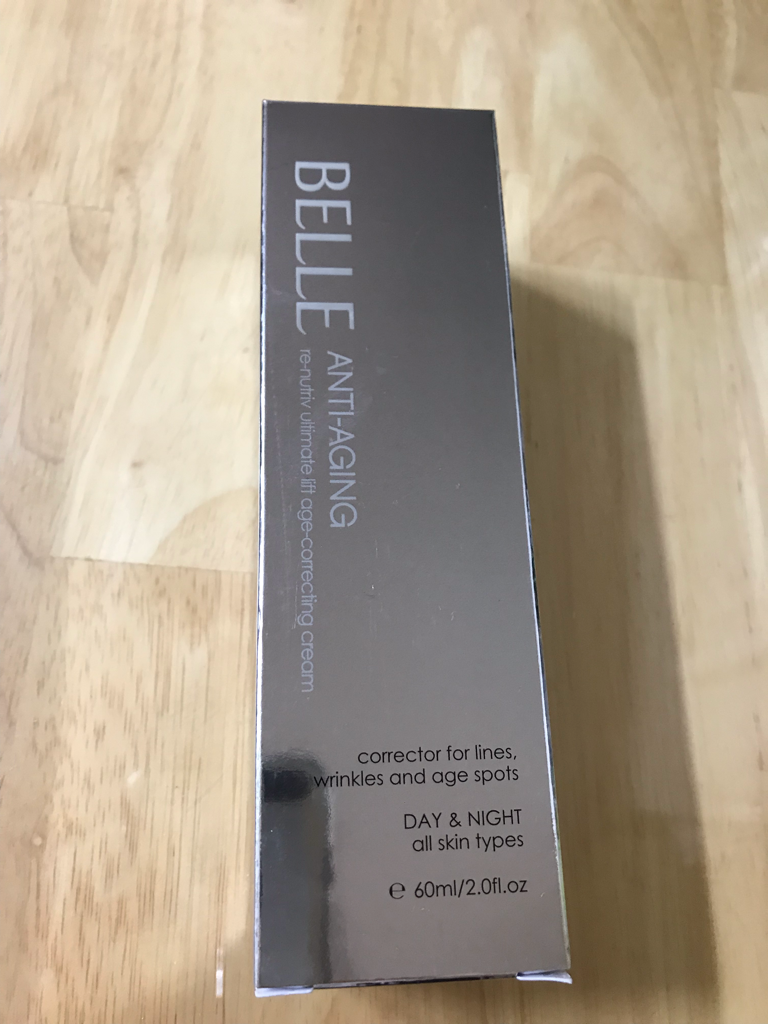 BELLE ANTI-AGING
re-nutriv ultimate lift age-correcting cream
corrector for lines,
wrinkles and age spots
DAY & NIGHT
all skin types
℮ 60ml/2.0fl.oz